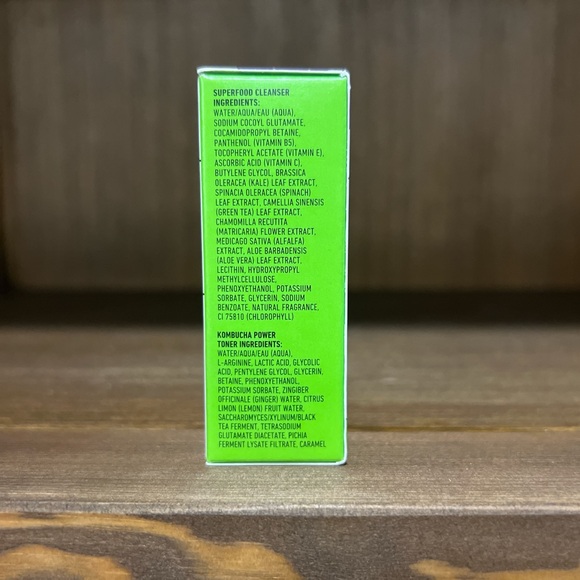 SUPERFOOD CLEANSER
INGREDIENTS:
WATER/AQUA/EAU (AQUA),
SODIUM COCOYL GLUTAMATE,
COCAMIDOPROPYL BETAINE,
PANTHENOL (VITAMIN B5),
TOCOPHERYL ACETATE (VITAMIN E),
ASCORBIC ACID (VITAMIN C),
BUTYLENE GLYCOL, BRASSICA
OLERACEA (KALE) LEAF EXTRACT,
SPINACIA OLERACEA (SPINACH)
LEAF EXTRACT, CAMELLIA SINENSIS
(GREEN TEA) LEAF EXTRACT,
CHAMOMILLA RECUTITA
(MATRICARIA) FLOWER EXTRACT,
MEDICAGO SATIVA (ALFALFA)
EXTRACT, ALOE BARBADENSIS
(ALOE VERA) LEAF EXTRACT,
LECITHIN, HYDROXYPROPYL
METHYLCELLULOSE,
PHENOXYETHANOL, POTASSIUM
SORBATE, GLYCERIN, SODIUM
BENZOATE, NATURAL FRAGRANCE,
CI 75810 (CHLOROPHYLL)
KOMBUCHA POWER
TONER INGREDIENTS:
WATER/AQUA/EAU (AQUA),
L-ARGININE, LACTIC ACID, GLYCOLIC
ACID, PENTYLENE GLYCOL, GLYCERIN,
BETAINE, PHENOXYETHANOL,
POTASSIUM SORBATE, ZINGIBER
OFFICINALE (GINGER) WATER, CITRUS
LIMON (LEMON) FRUIT WATER,
SACCHAROMYCES/XYLINUM/BLACK
TEA FERMENT, TETRASODIUM
GLUTAMATE DIACETATE, PICHIA
FERMENT LYSATE FILTRATE, CARAMEL